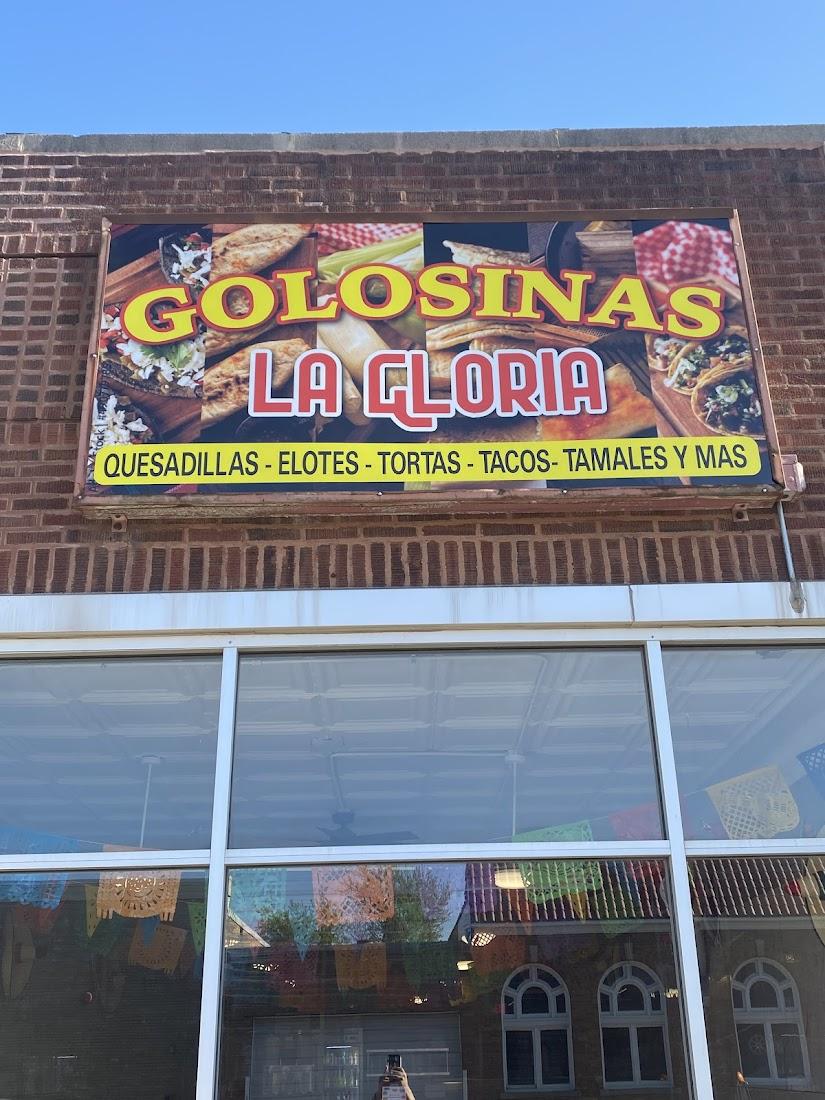 GOLOSINAS
LA GLORIA
QUESADILLAS - ELOTES - TORTAS - TACOS- TAMALES Y MAS